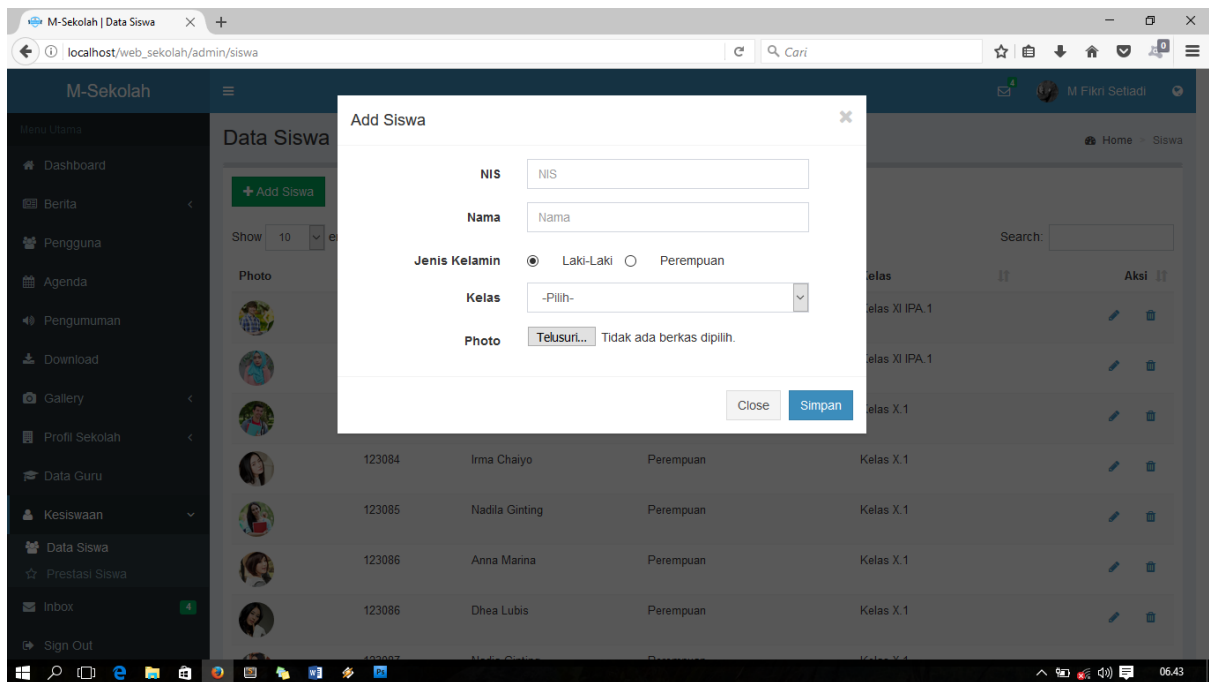 M-Sekolah | Data Siswa
localhost/web_sekolah/admin/siswa
Cari
0
M-Sekolah
4
M Fikri Setiadi
Menu Utama
Data Siswa
Home
Siswa
Dashboard
Berita
Pengguna
Agenda
Pengumuman
Download
Gallery
Profil Sekolah
Data Guru
Kesiswaan
Data Siswa
Prestasi Siswa
Inbox 4
Sign Out
+ Add Siswa
Show 10
Search:
Photo
Aksi
Add Siswa
NIS NIS
Nama Nama
Jenis Kelamin Laki-Laki Perempuan
Kelas -Pilih-
Photo Telusuri... Tidak ada berkas dipilih.
Close Simpan
XI IPA.1
XI IPA.1
X.1
123084 Irma Chaiyo Perempuan Kelas X.1
123085 Nadila Ginting Perempuan Kelas X.1
123086 Anna Marina Perempuan Kelas X.1
123086 Dhea Lubis Perempuan Kelas X.1
06.43